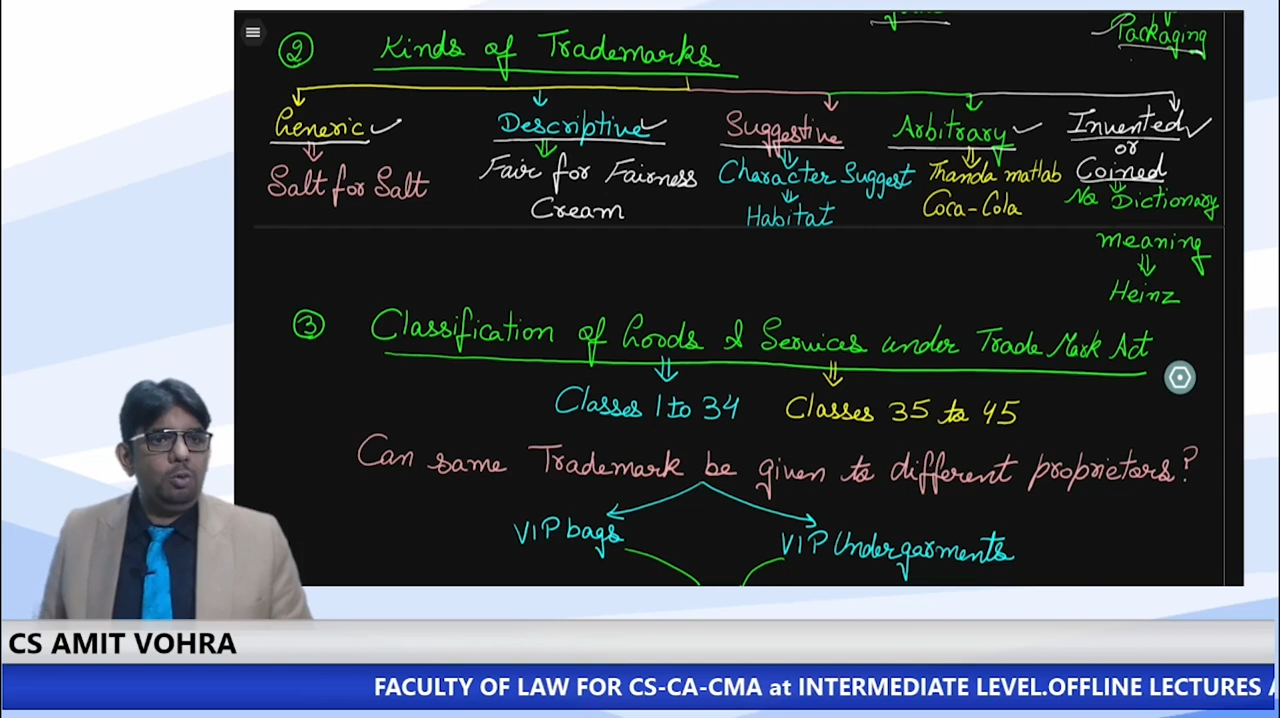 Packaging
② Kinds of Trademarks
Generic Descriptive Suggestive Arbitrary Invented or Coined
Salt for Salt
Fair for Fairness Cream
Character Suggest
Habitat
Thanda matlab Coca-Cola
No Dictionary meaning
Heinz
③ Classification of Goods & Services under Trade Mark Act
Classes 1 to 34 Classes 35 to 45
Can same Trademark be given to different proprietors?
VIP bags VIP Undergarments
CS AMIT VOHRA
FACULTY OF LAW FOR CS-CA-CMA at INTERMEDIATE LEVEL.OFFLINE LECTURES